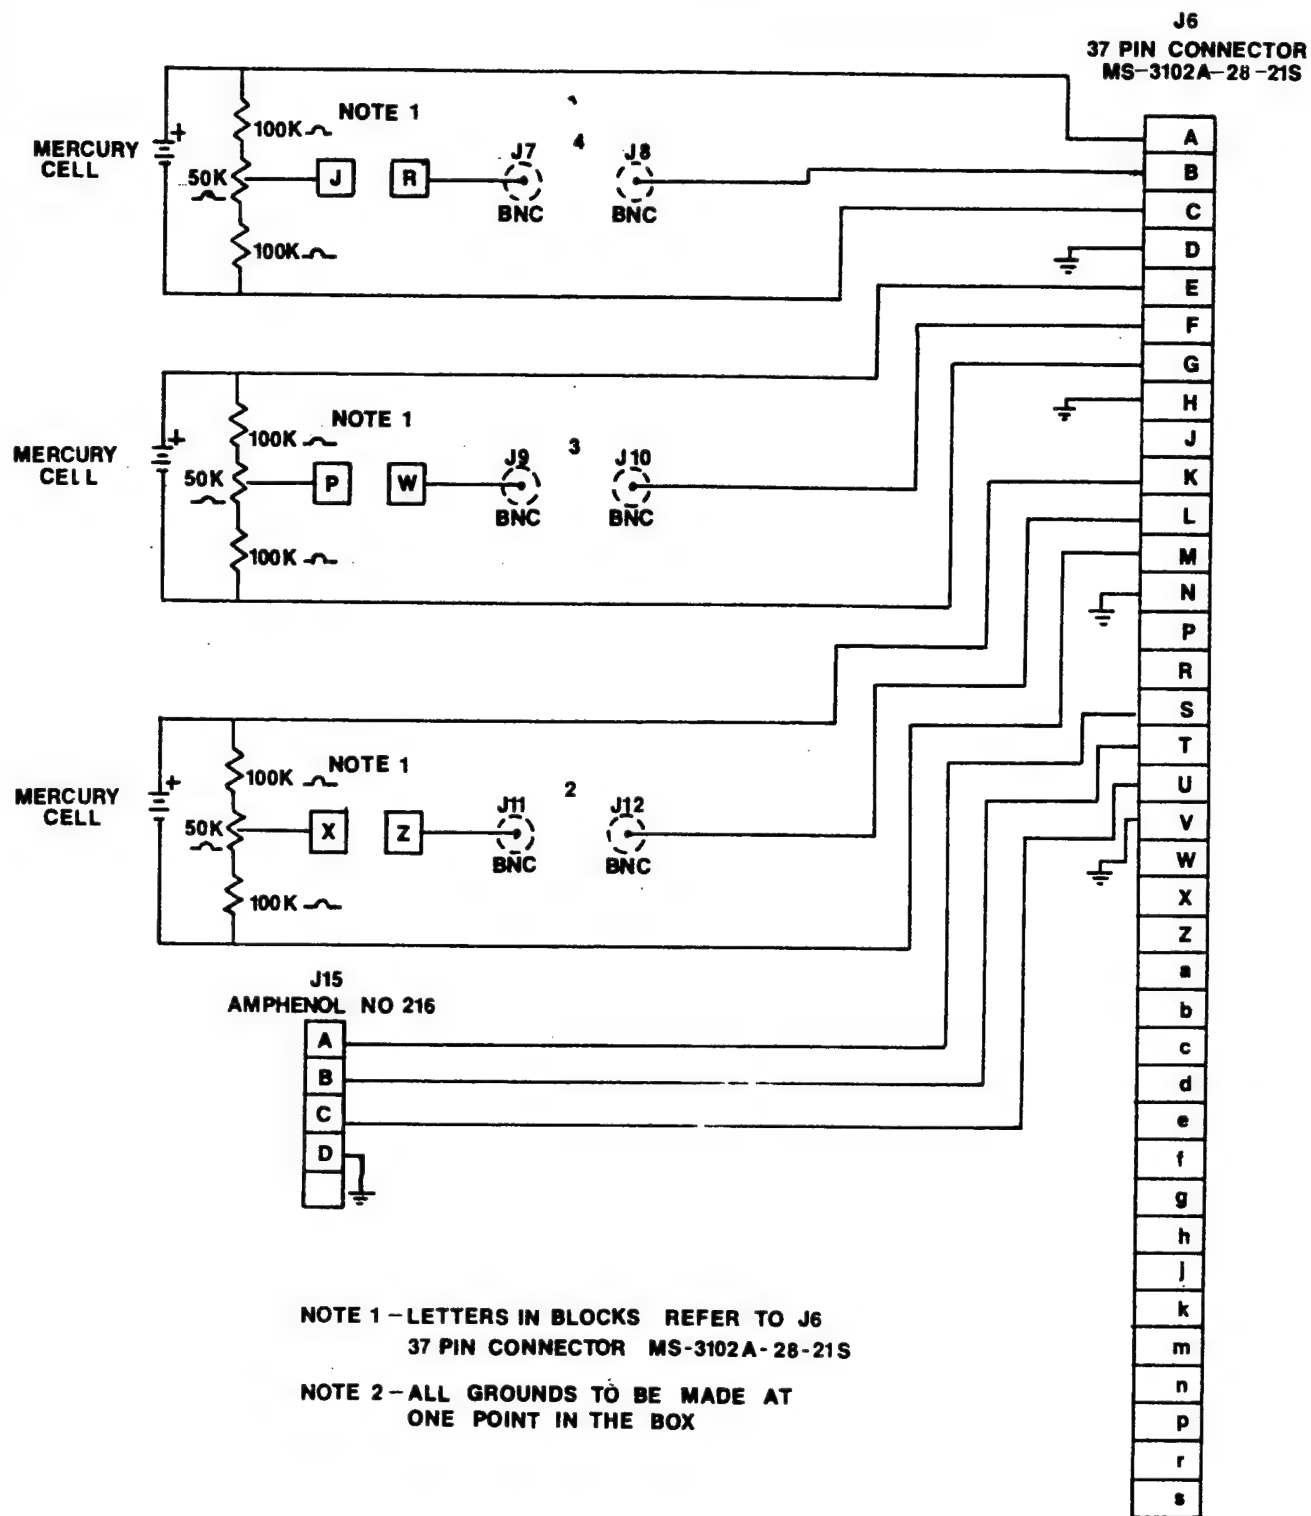 J6
37 PIN CONNECTOR
MS-3102A-28-21S
NOTE 1
100K
MERCURY
CELL
+
50K
J
R
J7
BNC
4
J8
BNC
100K
NOTE 1
100K
MERCURY
CELL
+
50K
P
W
J9
BNC
3
J10
BNC
100K
NOTE 1
100K
MERCURY
CELL
+
50K
X
Z
J11
BNC
2
J12
BNC
100K
J15
AMPHENOL NO 216
A
B
C
D
A
B
C
D
E
F
G
H
J
K
L
M
N
P
R
S
T
U
V
W
X
Z
a
b
c
d
e
f
g
h
j
k
m
n
p
r
s
NOTE 1-LETTERS IN BLOCKS REFER TO J6
37 PIN CONNECTOR MS-3102A-28-21S
NOTE 2-ALL GROUNDS TO BE MADE AT
ONE POINT IN THE BOX